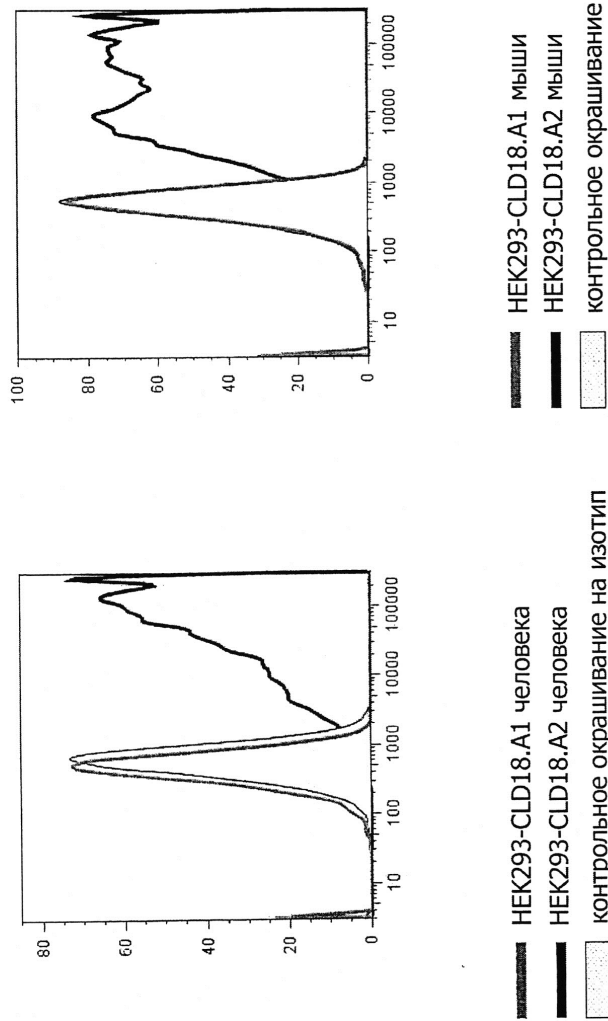 80
60
40
20
0
10 100 1000 10000 100000
HEK293-CLD18.A1 человека
HEK293-CLD18.A2 человека
контрольное окрашивание на изотип
100
80
60
40
20
0
10 100 1000 10000 100000
HEK293-CLD18.A1 мыши
HEK293-CLD18.A2 мыши
контрольное окрашивание